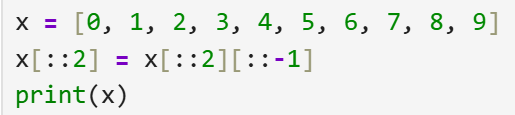 x = [0, 1, 2, 3, 4, 5, 6, 7, 8, 9]
x[::2] = x[::2][::-1]
print(x)